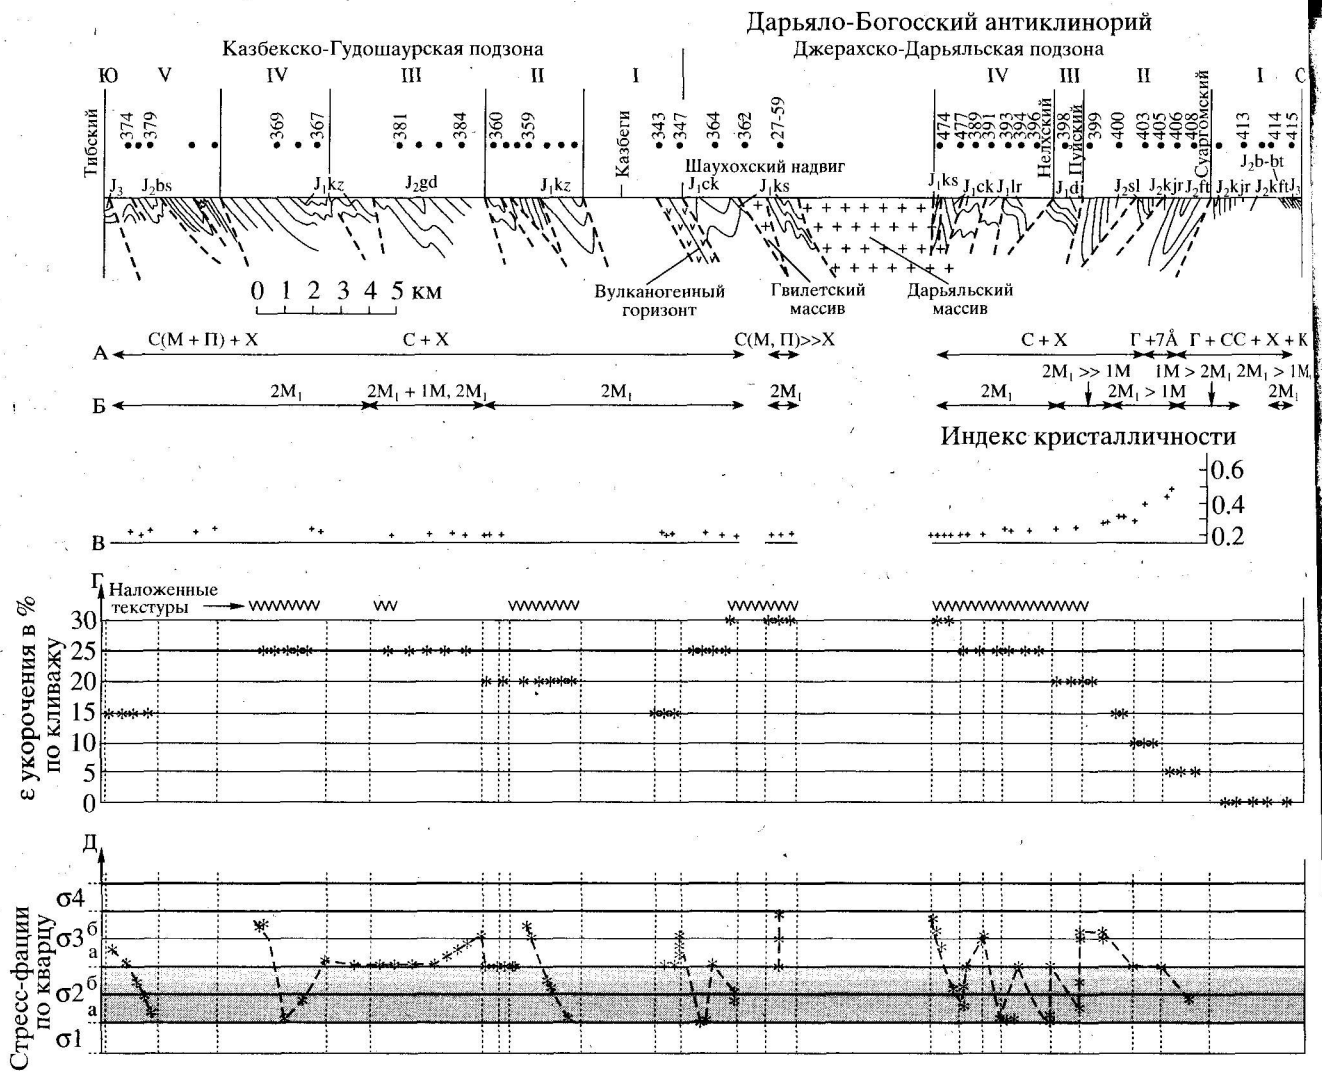 Дарьяло-Богосский антиклинорий
Казбекско-Гудошаурская подзона
Джерахско-Дарьяльская подзона
Ю V IV III II I IV III II I С
Тибский
374
379
369
367
381
384
360
359
Казбеги
343
347
364
362
27-59
474
477
389
391
393
394
396
Нелхский
398
Пуйский
399
400
403
405
406
408
Суаргомский
413
414
415
Шаухохский надвиг
J₂b-bt
J₃ J₂bs J₁kz J₂gd J₁kz J₁ck J₁ks J₁ks J₁ck J₁lr J₁dj J₂sl J₂kjr J₂ft J₂kjr J₂kft J₃
0 1 2 3 4 5 км
Вулканогенный
горизонт
Гвилетский
массив
Дарьяльский
массив
А С(М + П) + Х С + Х С(М, П)>>Х С + Х Г +7Å Г + СС + Х + К
2M₁ >> 1M 1M > 2M₁ 2M₁ > 1M
Б 2M₁ 2M₁ + 1M, 2M₁ 2M₁ 2M₁ 2M₁ 2M₁ > 1M 2M₁
Индекс кристалличности
0.6
0.4
0.2
В
Г
Наложенные
текстуры
ε укорочения в %
по кливажу
30
25
20
15
10
5
0
Д
Стресс-фации
по кварцу
σ4
σ3 б
а
σ2 б
а
σ1